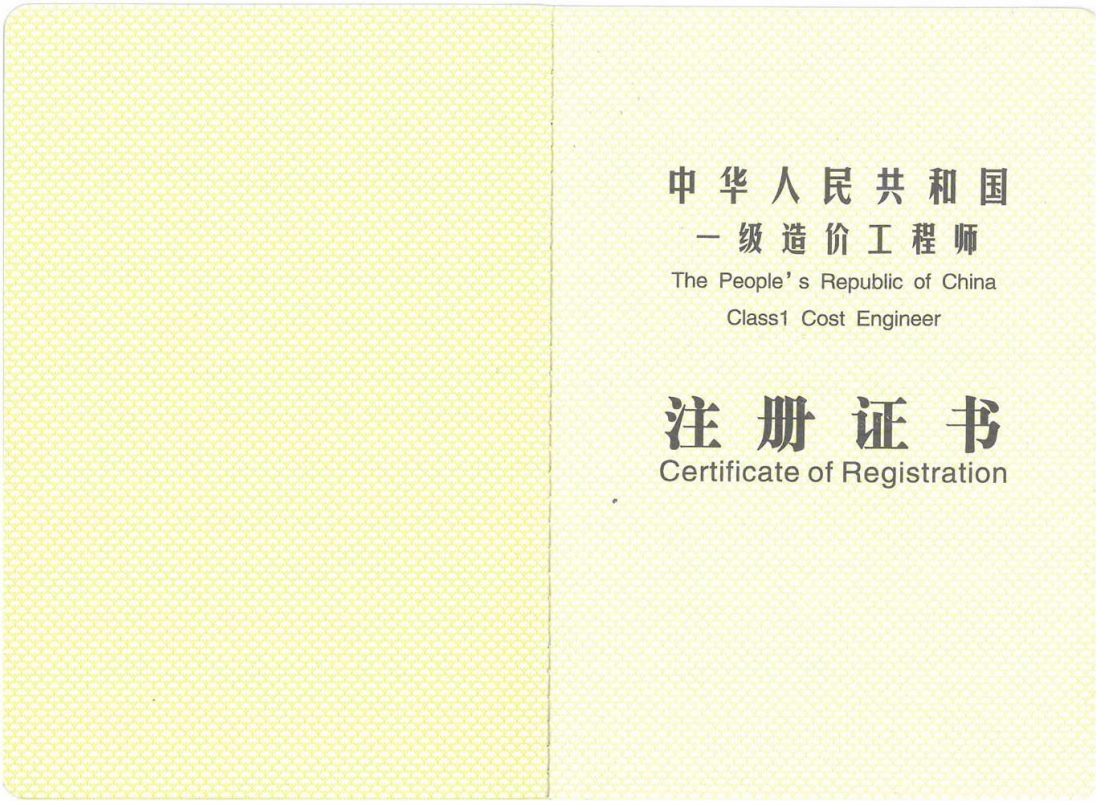 中华人民共和国
一级造价工程师
The People's Republic of China
Class1 Cost Engineer
注册证书
Certificate of Registration